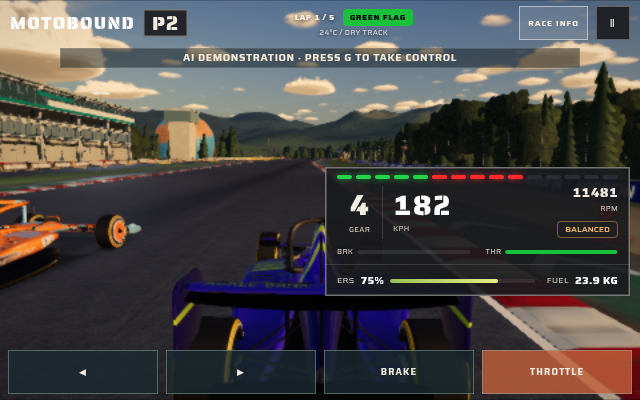 MOTOBOUND P2
LAP 1 / 5 GREEN FLAG
24°C / DRY TRACK
RACE INFO
II
AI DEMONSTRATION · PRESS G TO TAKE CONTROL
4 182 11481
RPM
GEAR KPH BALANCED
BRK THR
ERS 75% FUEL 23.9 KG
◄ ► BRAKE THROTTLE